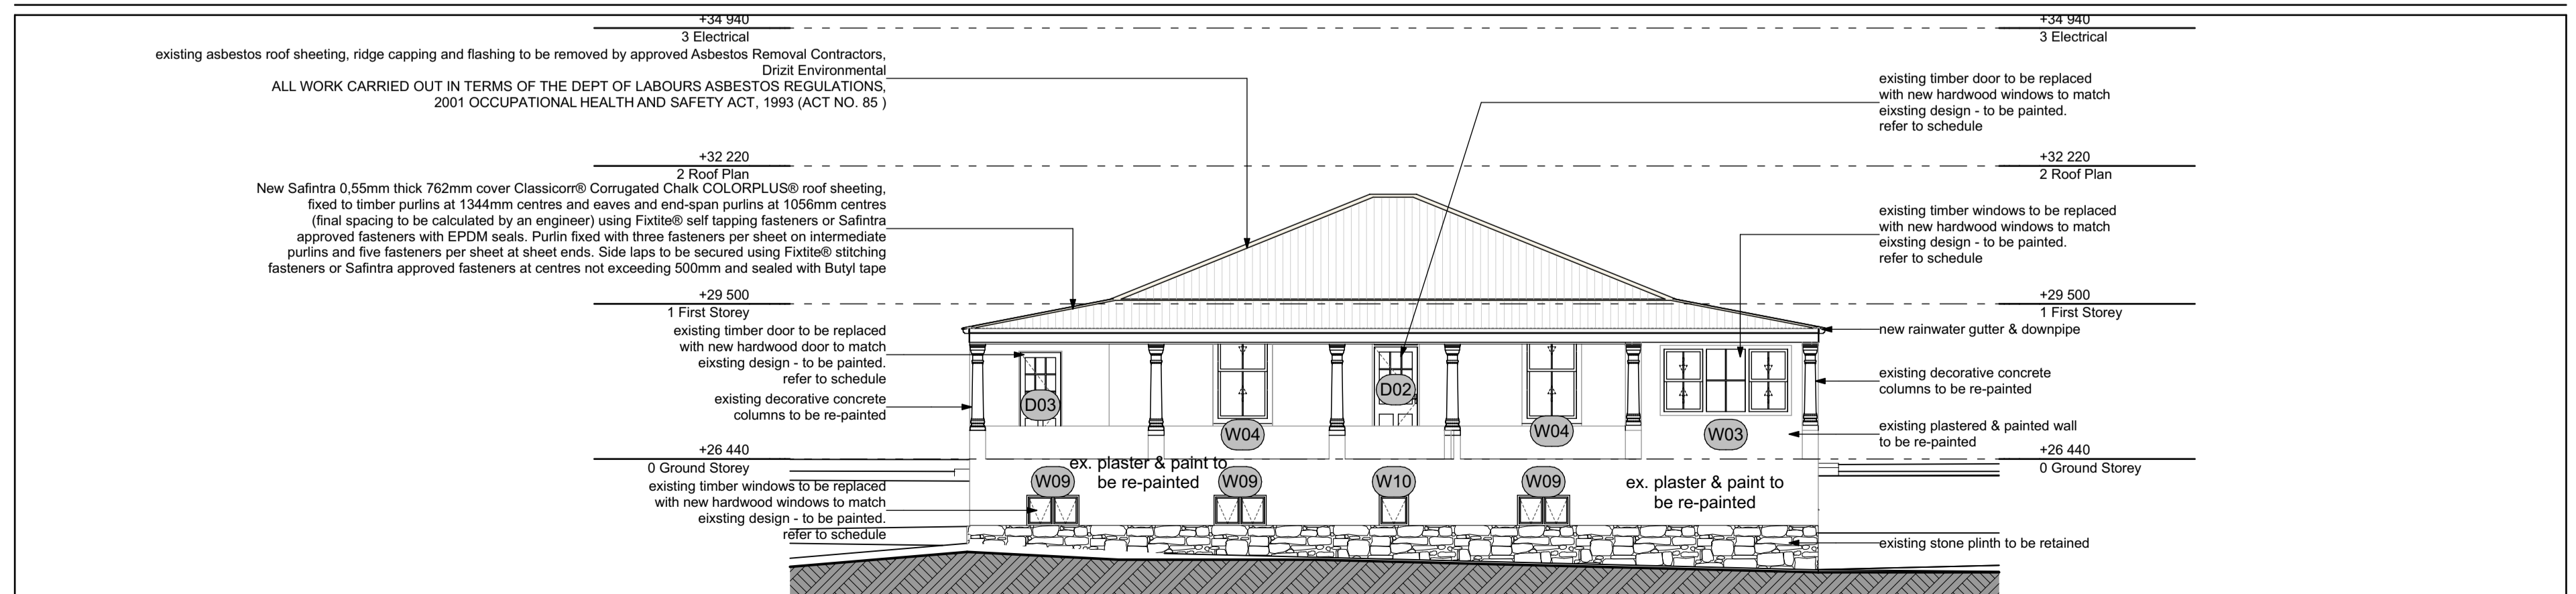 +34 940
3 Electrical
existing asbestos roof sheeting, ridge capping and flashing to be removed by approved Asbestos Removal Contractors,
Drizit Environmental
ALL WORK CARRIED OUT IN TERMS OF THE DEPT OF LABOURS ASBESTOS REGULATIONS,
2001 OCCUPATIONAL HEALTH AND SAFETY ACT, 1993 (ACT NO. 85 )
+32 220
2 Roof Plan
New Safintra 0,55mm thick 762mm cover Classicorr® Corrugated Chalk COLORPLUS® roof sheeting,
fixed to timber purlins at 1344mm centres and eaves and end-span purlins at 1056mm centres
(final spacing to be calculated by an engineer) using Fixtite® self tapping fasteners or Safintra
approved fasteners with EPDM seals. Purlin fixed with three fasteners per sheet on intermediate
purlins and five fasteners per sheet at sheet ends. Side laps to be secured using Fixtite® stitching
fasteners or Safintra approved fasteners at centres not exceeding 500mm and sealed with Butyl tape
+29 500
1 First Storey
existing timber door to be replaced
with new hardwood door to match
eixsting design - to be painted.
refer to schedule
existing decorative concrete
columns to be re-painted
+26 440
0 Ground Storey
existing timber windows to be replaced
with new hardwood windows to match
eixsting design - to be painted.
refer to schedule
D03
D02
W04
W04
W03
ex. plaster & paint to
be re-painted
W09
W09
W10
W09
ex. plaster & paint to
be re-painted
+34 940
3 Electrical
existing timber door to be replaced
with new hardwood windows to match
eixsting design - to be painted.
refer to schedule
+32 220
2 Roof Plan
existing timber windows to be replaced
with new hardwood windows to match
eixsting design - to be painted.
refer to schedule
+29 500
1 First Storey
new rainwater gutter & downpipe
existing decorative concrete
columns to be re-painted
existing plastered & painted wall
to be re-painted
+26 440
0 Ground Storey
existing stone plinth to be retained